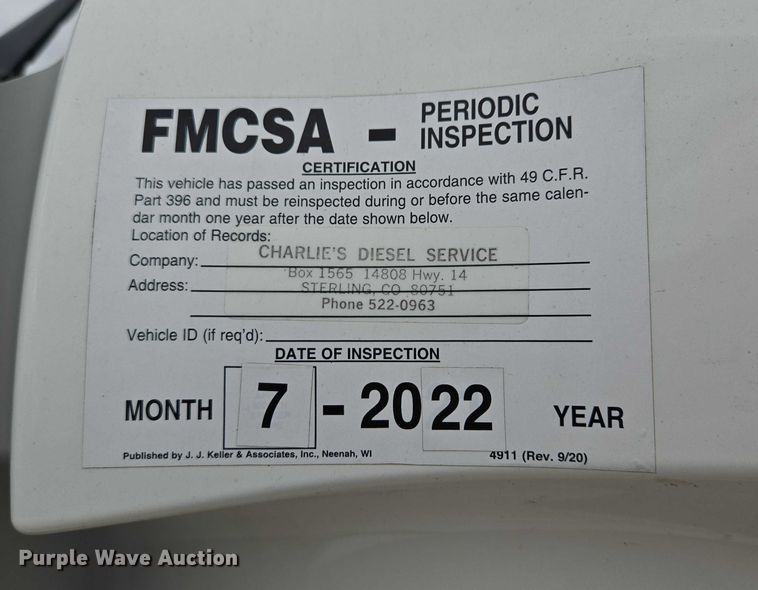 FMCSA - PERIODIC INSPECTION
CERTIFICATION
This vehicle has passed an inspection in accordance with 49 C.F.R.
Part 396 and must be reinspected during or before the same calen-
dar month one year after the date shown below.
Location of Records:
Company: CHARLIE'S DIESEL SERVICE
Box 1565 14808 Hwy. 14
Address: STERLING, CO 80751
Phone 522-0963
Vehicle ID (if req'd):
DATE OF INSPECTION
MONTH 7 - 2022 YEAR
Published by J. J. Keller & Associates, Inc., Neenah, WI 4911 (Rev. 9/20)
Purple Wave Auction